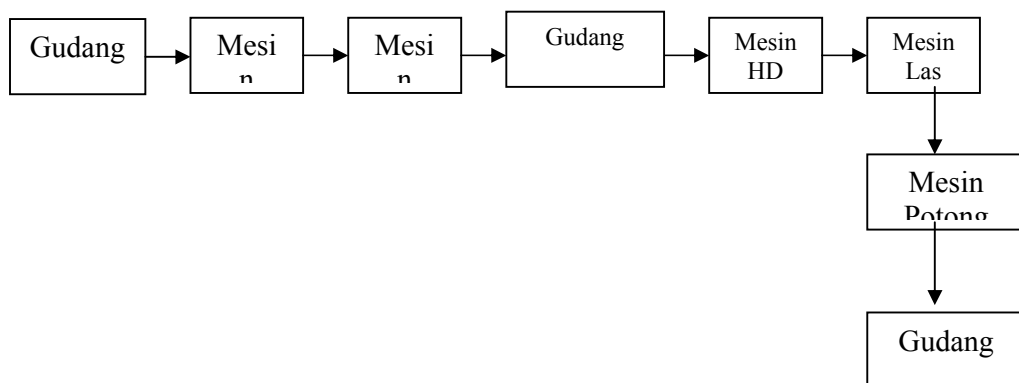 Gudang
Mesi
n
Mesi
n
Gudang
Mesin
HD
Mesin
Las
Mesin
Potong
Gudang